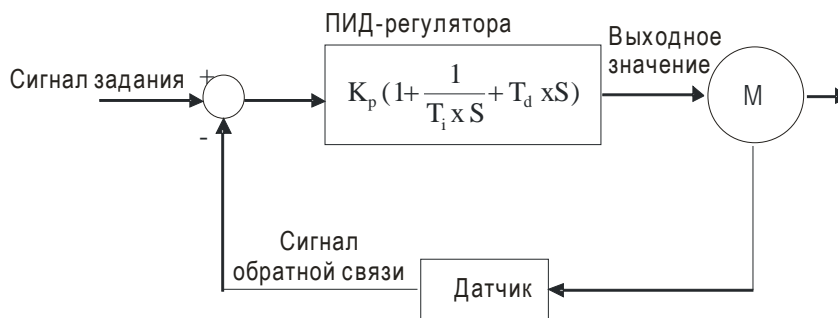 ПИД-регулятора
Выходное
значение
Сигнал задания
+
K_p (1+ 1/(T_i x S) + T_d xS)
М
-
Сигнал
обратной связи
Датчик